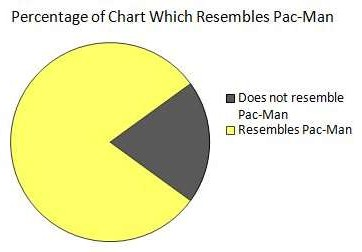 Percentage of Chart Which Resembles Pac-Man
Does not resemble
Pac-Man
Resembles Pac-Man